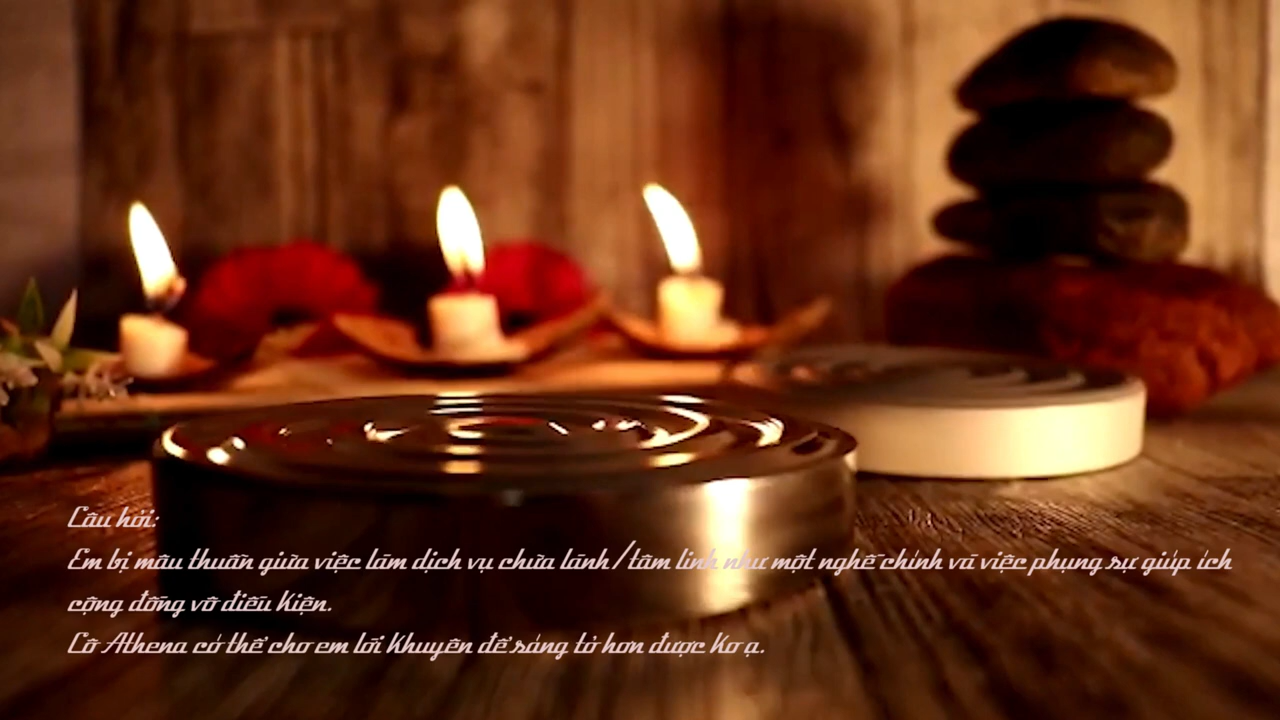 Câu hỏi:
Em bị mâu thuẫn giữa việc làm dịch vụ chữa lành/tâm linh như một nghề chính và việc phụng sự giúp ích
cộng đồng vô điều kiện.
Cô Athena có thể cho em lời khuyên để sáng tỏ hơn được ko ạ.